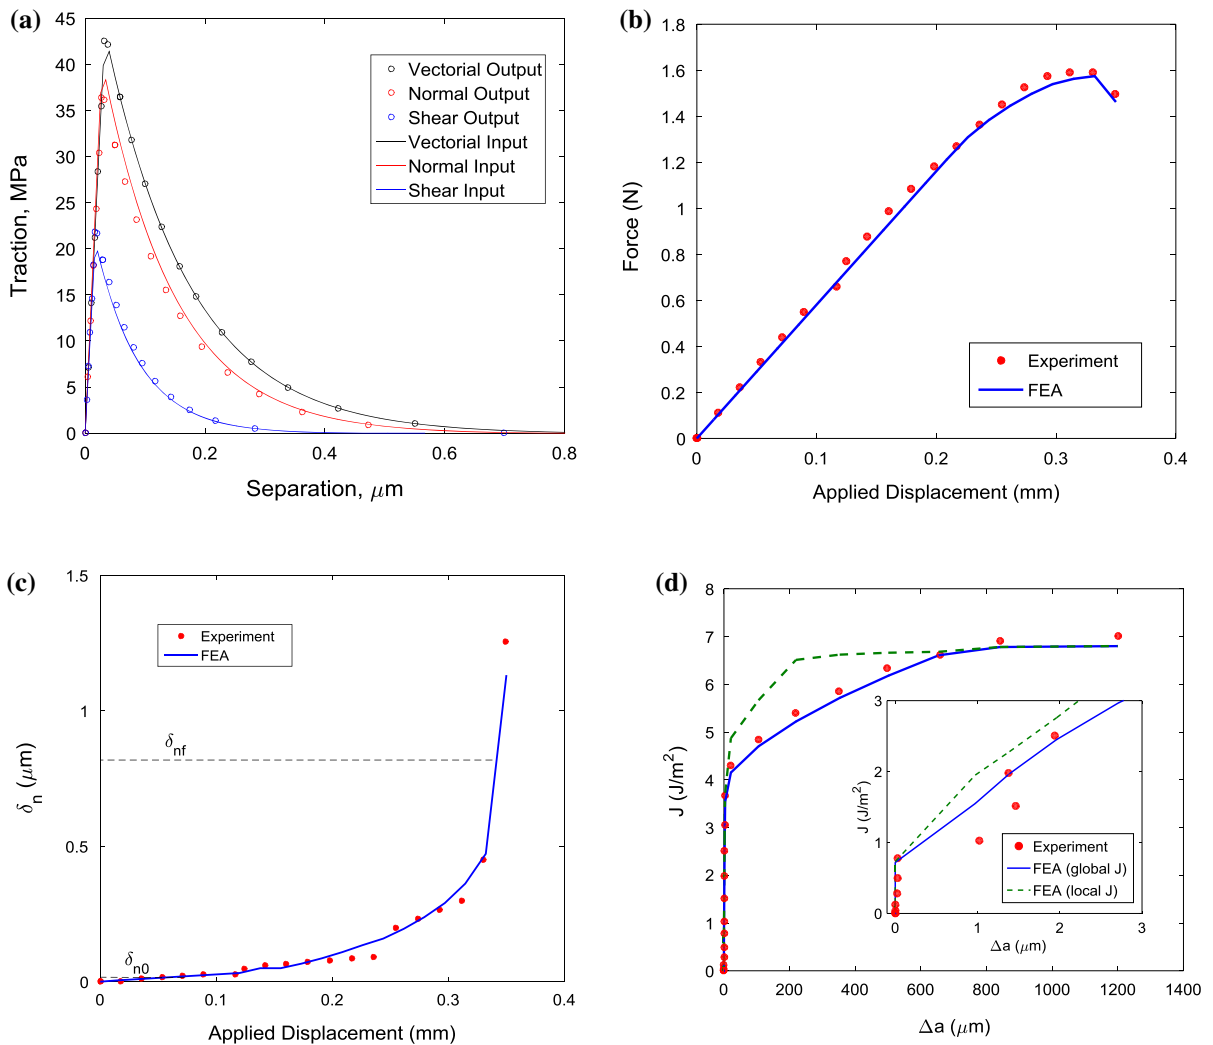 (a)
45
40
35
30
25
20
15
10
5
0
Traction, MPa
Vectorial Output
Normal Output
Shear Output
Vectorial Input
Normal Input
Shear Input
0
0.2
0.4
0.6
0.8
Separation, μm
(b)
1.8
1.6
1.4
1.2
1
0.8
0.6
0.4
0.2
0
Force (N)
Experiment
FEA
0
0.1
0.2
0.3
0.4
Applied Displacement (mm)
(c)
1.5
1
0.5
0
δn (μm)
Experiment
FEA
δnf
δn0
0
0.1
0.2
0.3
0.4
Applied Displacement (mm)
(d)
8
7
6
5
4
3
2
1
0
J (J/m²)
3
2
1
0
J (J/m²)
Experiment
FEA (global J)
FEA (local J)
0
1
2
3
Δa (μm)
0
200
400
600
800
1000
1200
1400
Δa (μm)